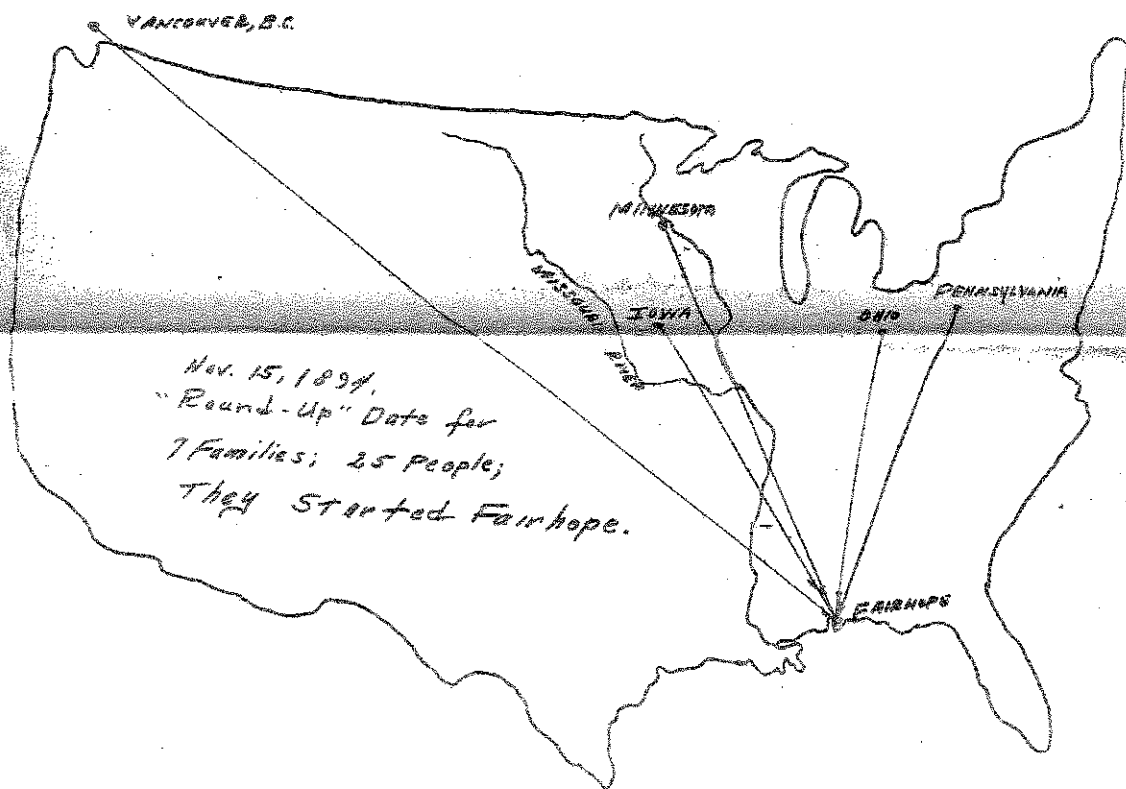 VANCOUVER, B.C.
MINNESOTA
MISSOURI
RIVER
IOWA
OHIO
PENNSYLVANIA
Nov. 15, 1894.
"Round-Up" Date for
7 Families; 25 People;
They Started Fairhope.
FAIRHOPE